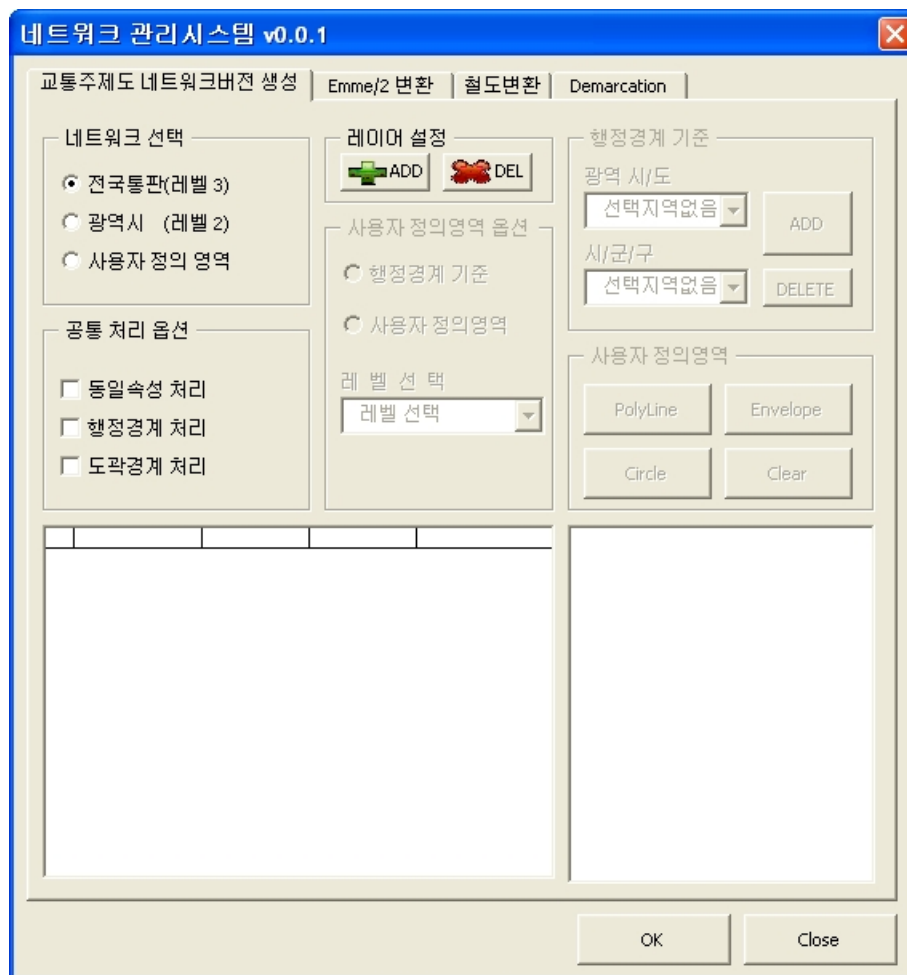 네트워크 관리시스템 v0.0.1
교통주제도 네트워크버전 생성
Emme/2 변환
철도변환
Demarcation
네트워크 선택
전국통판(레벨 3)
광역시 (레벨 2)
사용자 정의 영역
공통 처리 옵션
동일속성 처리
행정경계 처리
도곽경계 처리
레이어 설정
ADD
DEL
사용자 정의영역 옵션
행정경계 기준
사용자 정의영역
레 벨 선 택
레벨 선택
행정경계 기준
광역 시/도
선택지역없음
ADD
시/군/구
선택지역없음
DELETE
사용자 정의영역
PolyLine
Envelope
Circle
Clear
OK
Close